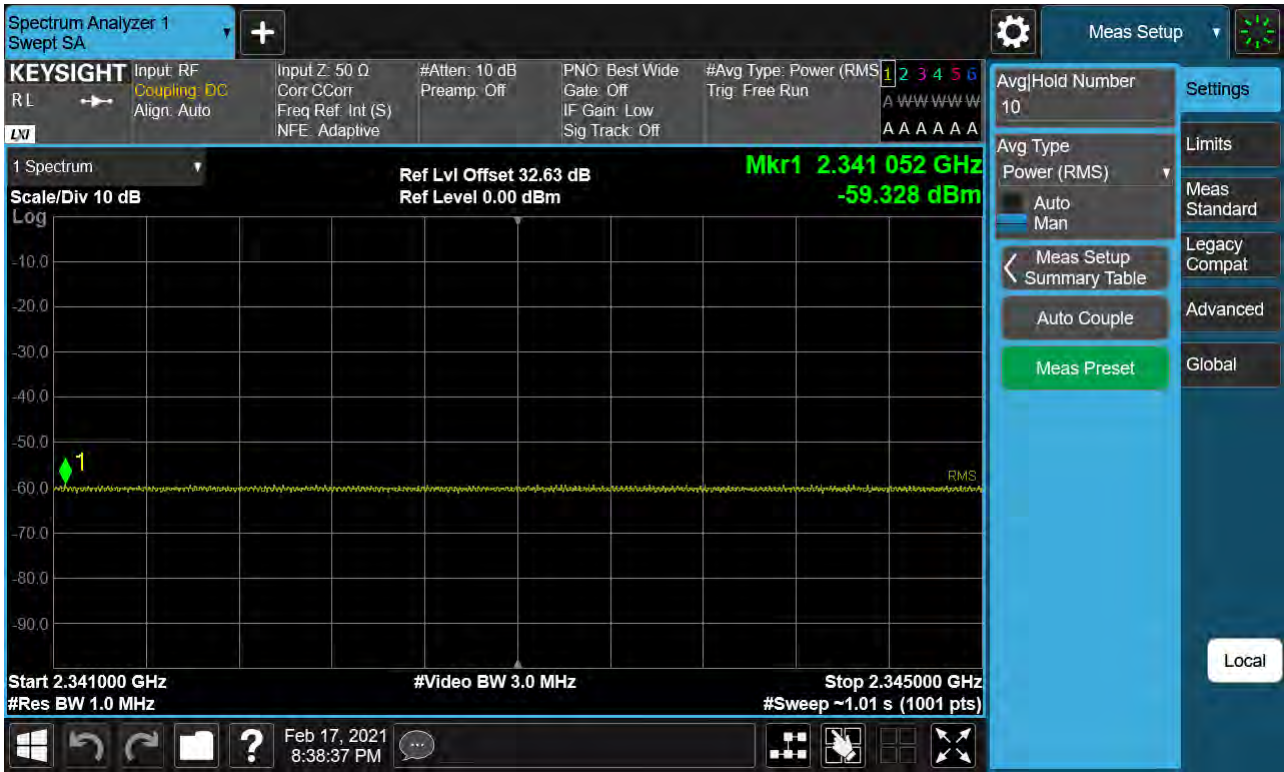 Spectrum Analyzer 1
Swept SA
+
Meas Setup
KEYSIGHT
RL
LXI
Input: RF
Coupling: DC
Align: Auto
Input Z: 50 Ω
Corr CCorr
Freq Ref: Int (S)
NFE: Adaptive
#Atten: 10 dB
Preamp: Off
PNO: Best Wide
Gate: Off
IF Gain: Low
Sig Track: Off
#Avg Type: Power (RMS
Trig: Free Run
1 2 3 4 5 6
A W W W W W
A A A A A A
1 Spectrum
Scale/Div 10 dB
Log
Ref Lvl Offset 32.63 dB
Ref Level 0.00 dBm
Mkr1 2.341 052 GHz
-59.328 dBm
-10.0
-20.0
-30.0
-40.0
-50.0
1
-60.0
RMS
-70.0
-80.0
-90.0
Start 2.341000 GHz
#Res BW 1.0 MHz
#Video BW 3.0 MHz
Stop 2.345000 GHz
#Sweep ~1.01 s (1001 pts)
Avg|Hold Number
10
Avg Type
Power (RMS)
Auto
Man
Meas Setup
Summary Table
Auto Couple
Meas Preset
Settings
Limits
Meas
Standard
Legacy
Compat
Advanced
Global
Local
?
Feb 17, 2021
8:38:37 PM